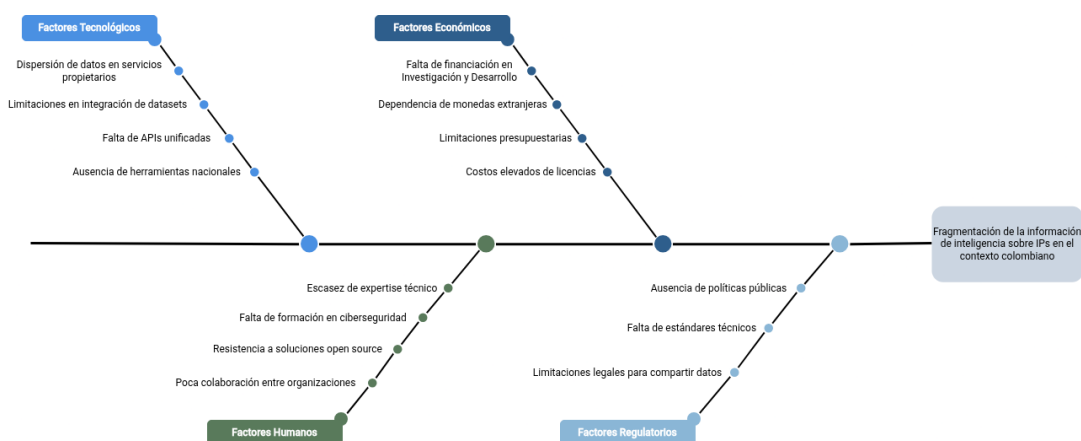 Factores Tecnológicos
Dispersión de datos en servicios
propietarios
Limitaciones en integración de datasets
Falta de APIs unificadas
Ausencia de herramientas nacionales
Factores Económicos
Falta de financiación en
Investigación y Desarrollo
Dependencia de monedas extranjeras
Limitaciones presupuestarias
Costos elevados de licencias
Fragmentación de la información
de inteligencia sobre IPs en el
contexto colombiano
Escasez de expertise técnico
Falta de formación en ciberseguridad
Resistencia a soluciones open source
Poca colaboración entre organizaciones
Factores Humanos
Ausencia de políticas públicas
Falta de estándares técnicos
Limitaciones legales para compartir datos
Factores Regulatorios